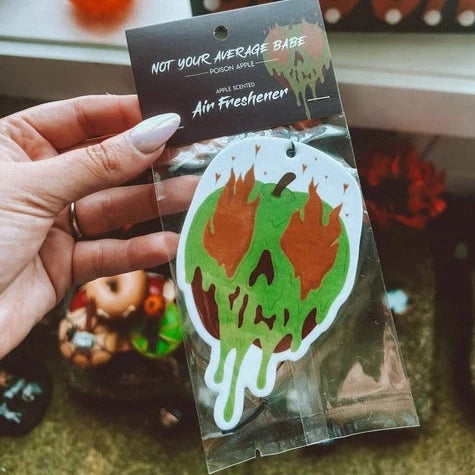 NOT YOUR AVERAGE BABE
POISON APPLE
APPLE SCENTED
Air Freshener